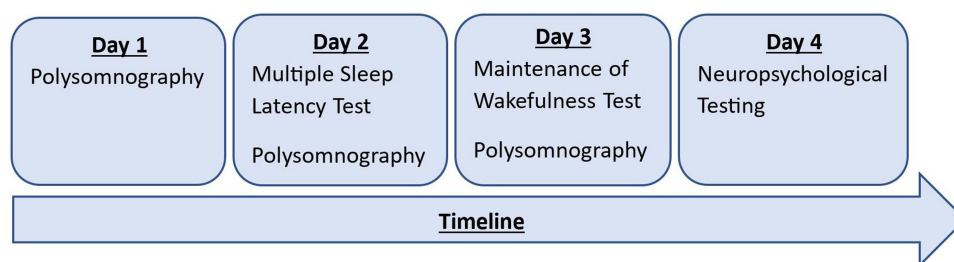 Day 1
Polysomnography
Day 2
Multiple Sleep
Latency Test
Polysomnography
Day 3
Maintenance of
Wakefulness Test
Polysomnography
Day 4
Neuropsychological
Testing
Timeline